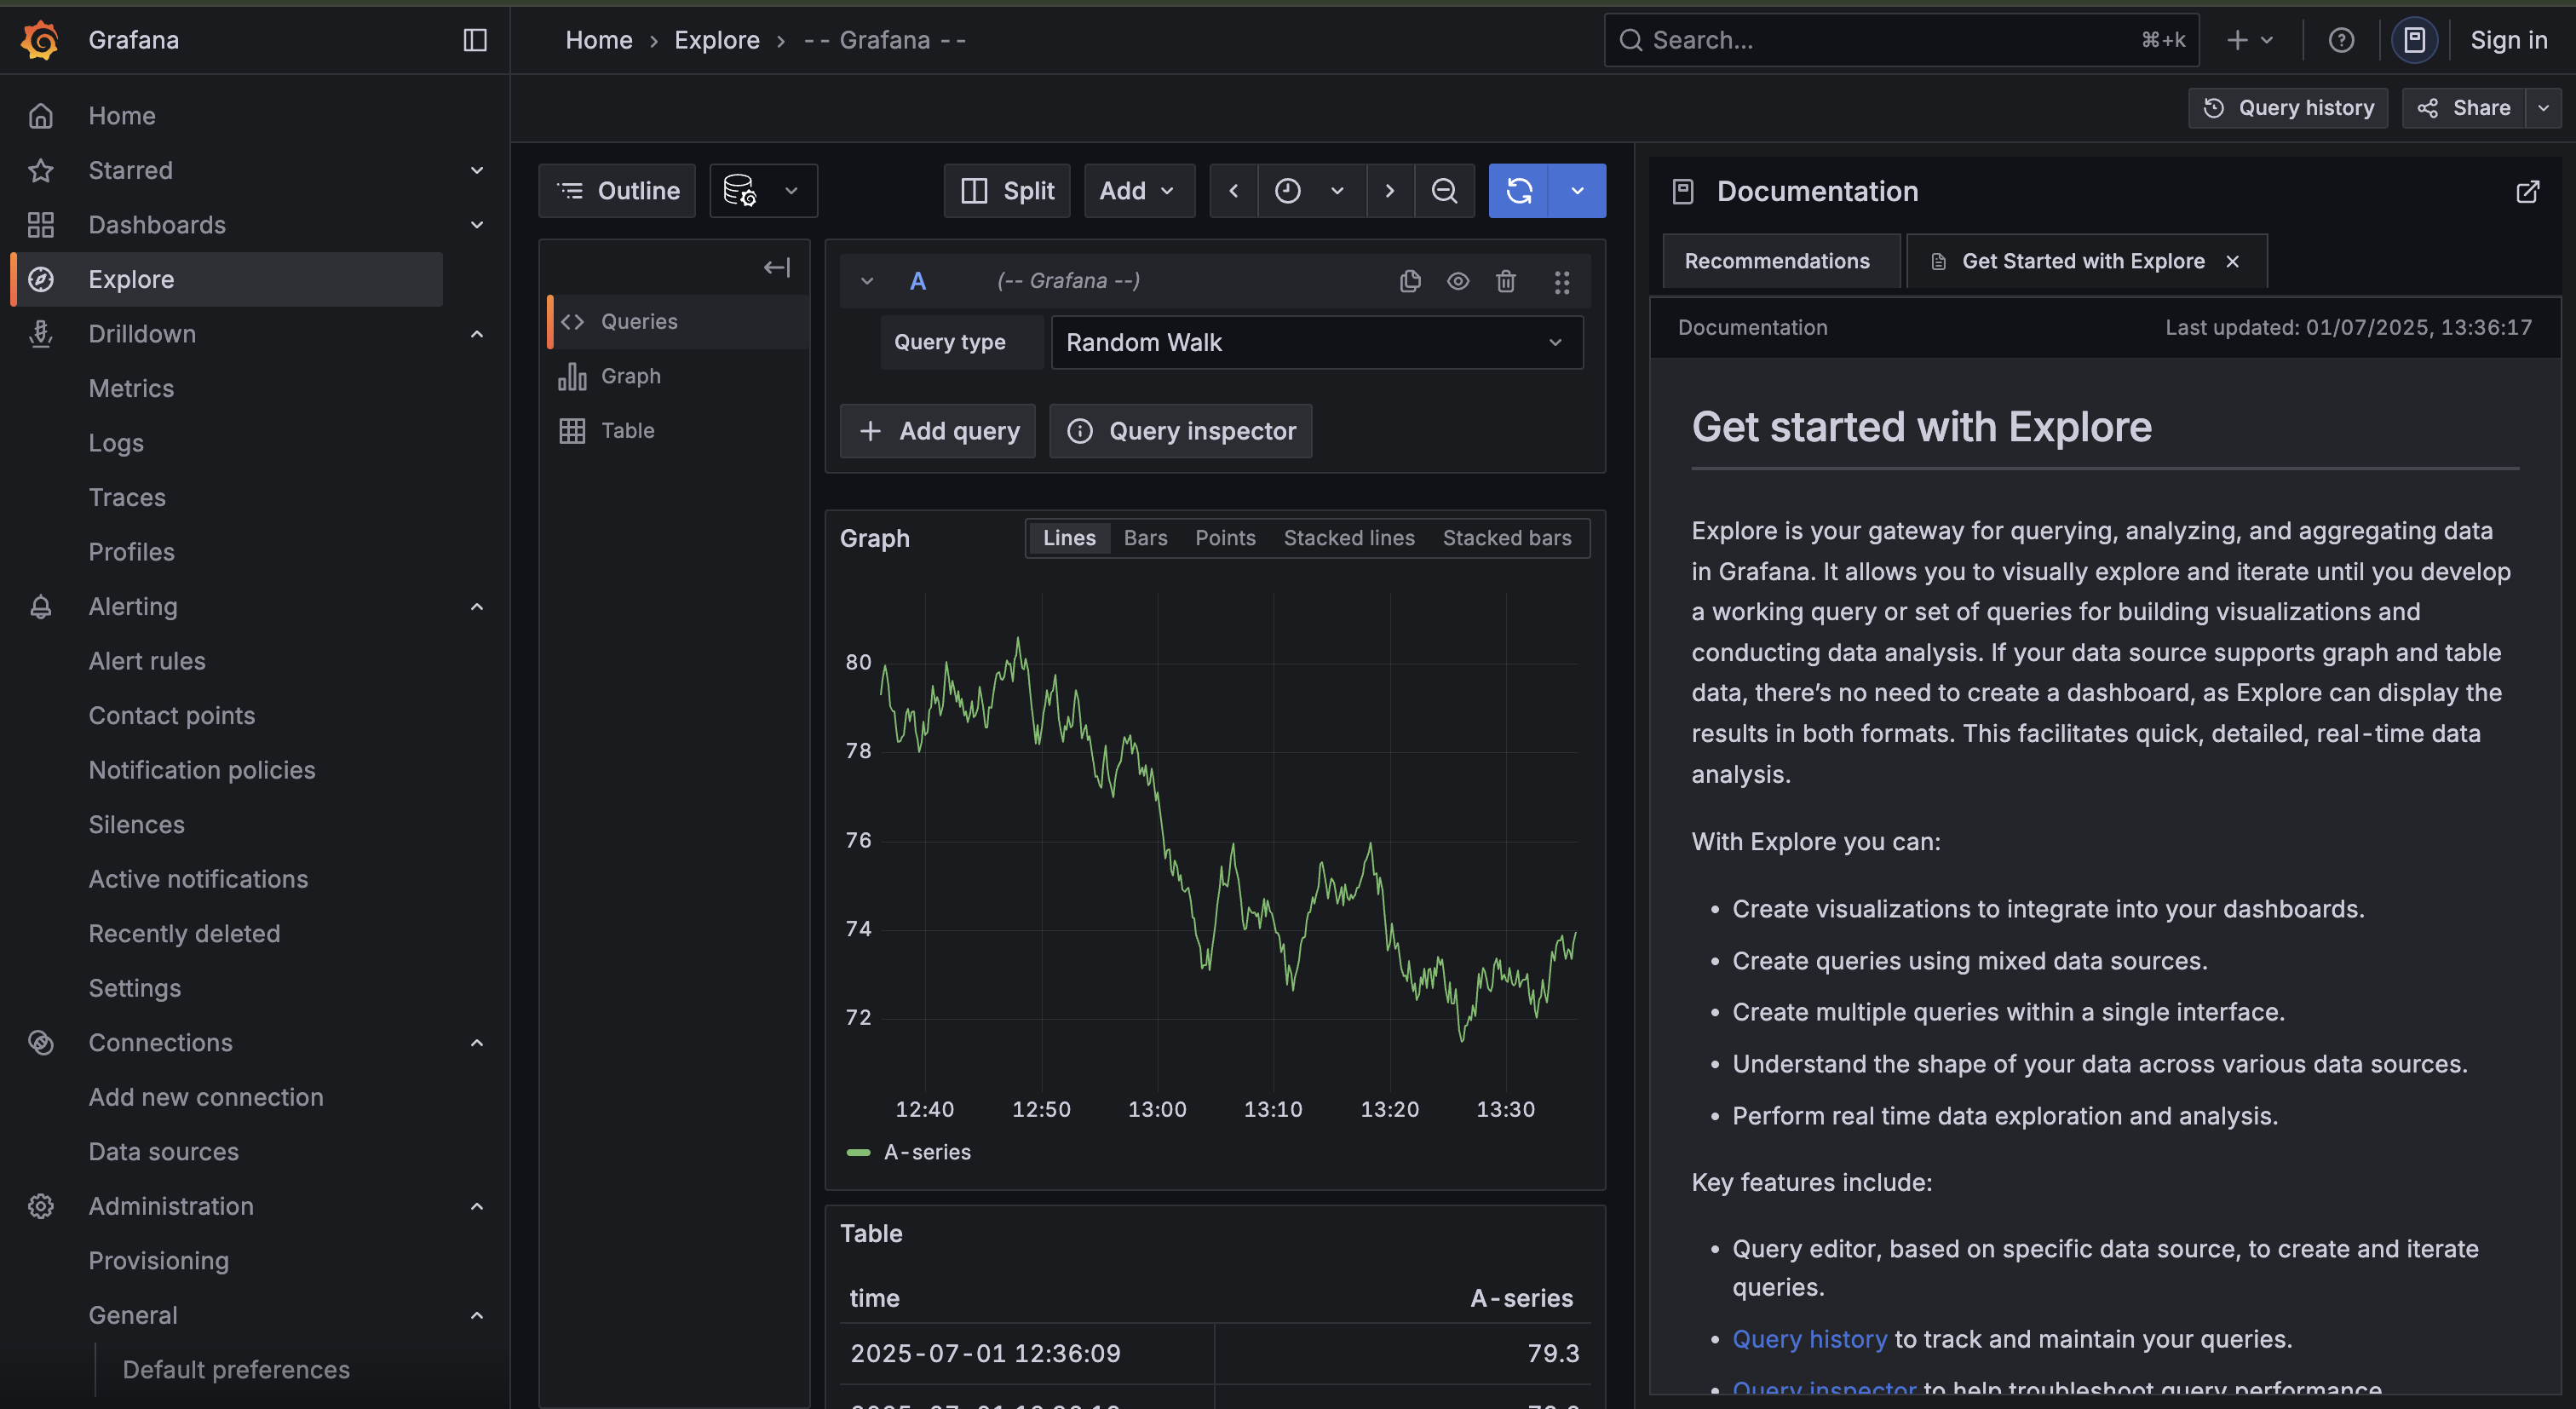 Grafana
Home
Explore
-- Grafana --
Search...
⌘+k
Sign in
Query history
Share
Home
Starred
Dashboards
Explore
Drilldown
Metrics
Logs
Traces
Profiles
Alerting
Alert rules
Contact points
Notification policies
Silences
Active notifications
Recently deleted
Settings
Connections
Add new connection
Data sources
Administration
Provisioning
General
Default preferences
Outline
Split
Add
Queries
Graph
Table
A
(-- Grafana --)
Query type
Random Walk
Add query
Query inspector
Graph
Lines
Bars
Points
Stacked lines
Stacked bars
80
78
76
74
72
12:40
12:50
13:00
13:10
13:20
13:30
A-series
Table
time
A-series
2025-07-01 12:36:09
79.3
Documentation
Recommendations
Get Started with Explore
Documentation
Last updated: 01/07/2025, 13:36:17
Get started with Explore
Explore is your gateway for querying, analyzing, and aggregating data
in Grafana. It allows you to visually explore and iterate until you develop
a working query or set of queries for building visualizations and
conducting data analysis. If your data source supports graph and table
data, there’s no need to create a dashboard, as Explore can display the
results in both formats. This facilitates quick, detailed, real-time data
analysis.
With Explore you can:
• Create visualizations to integrate into your dashboards.
• Create queries using mixed data sources.
• Create multiple queries within a single interface.
• Understand the shape of your data across various data sources.
• Perform real time data exploration and analysis.
Key features include:
• Query editor, based on specific data source, to create and iterate
queries.
• Query history to track and maintain your queries.
• Query inspector to help troubleshoot query performance